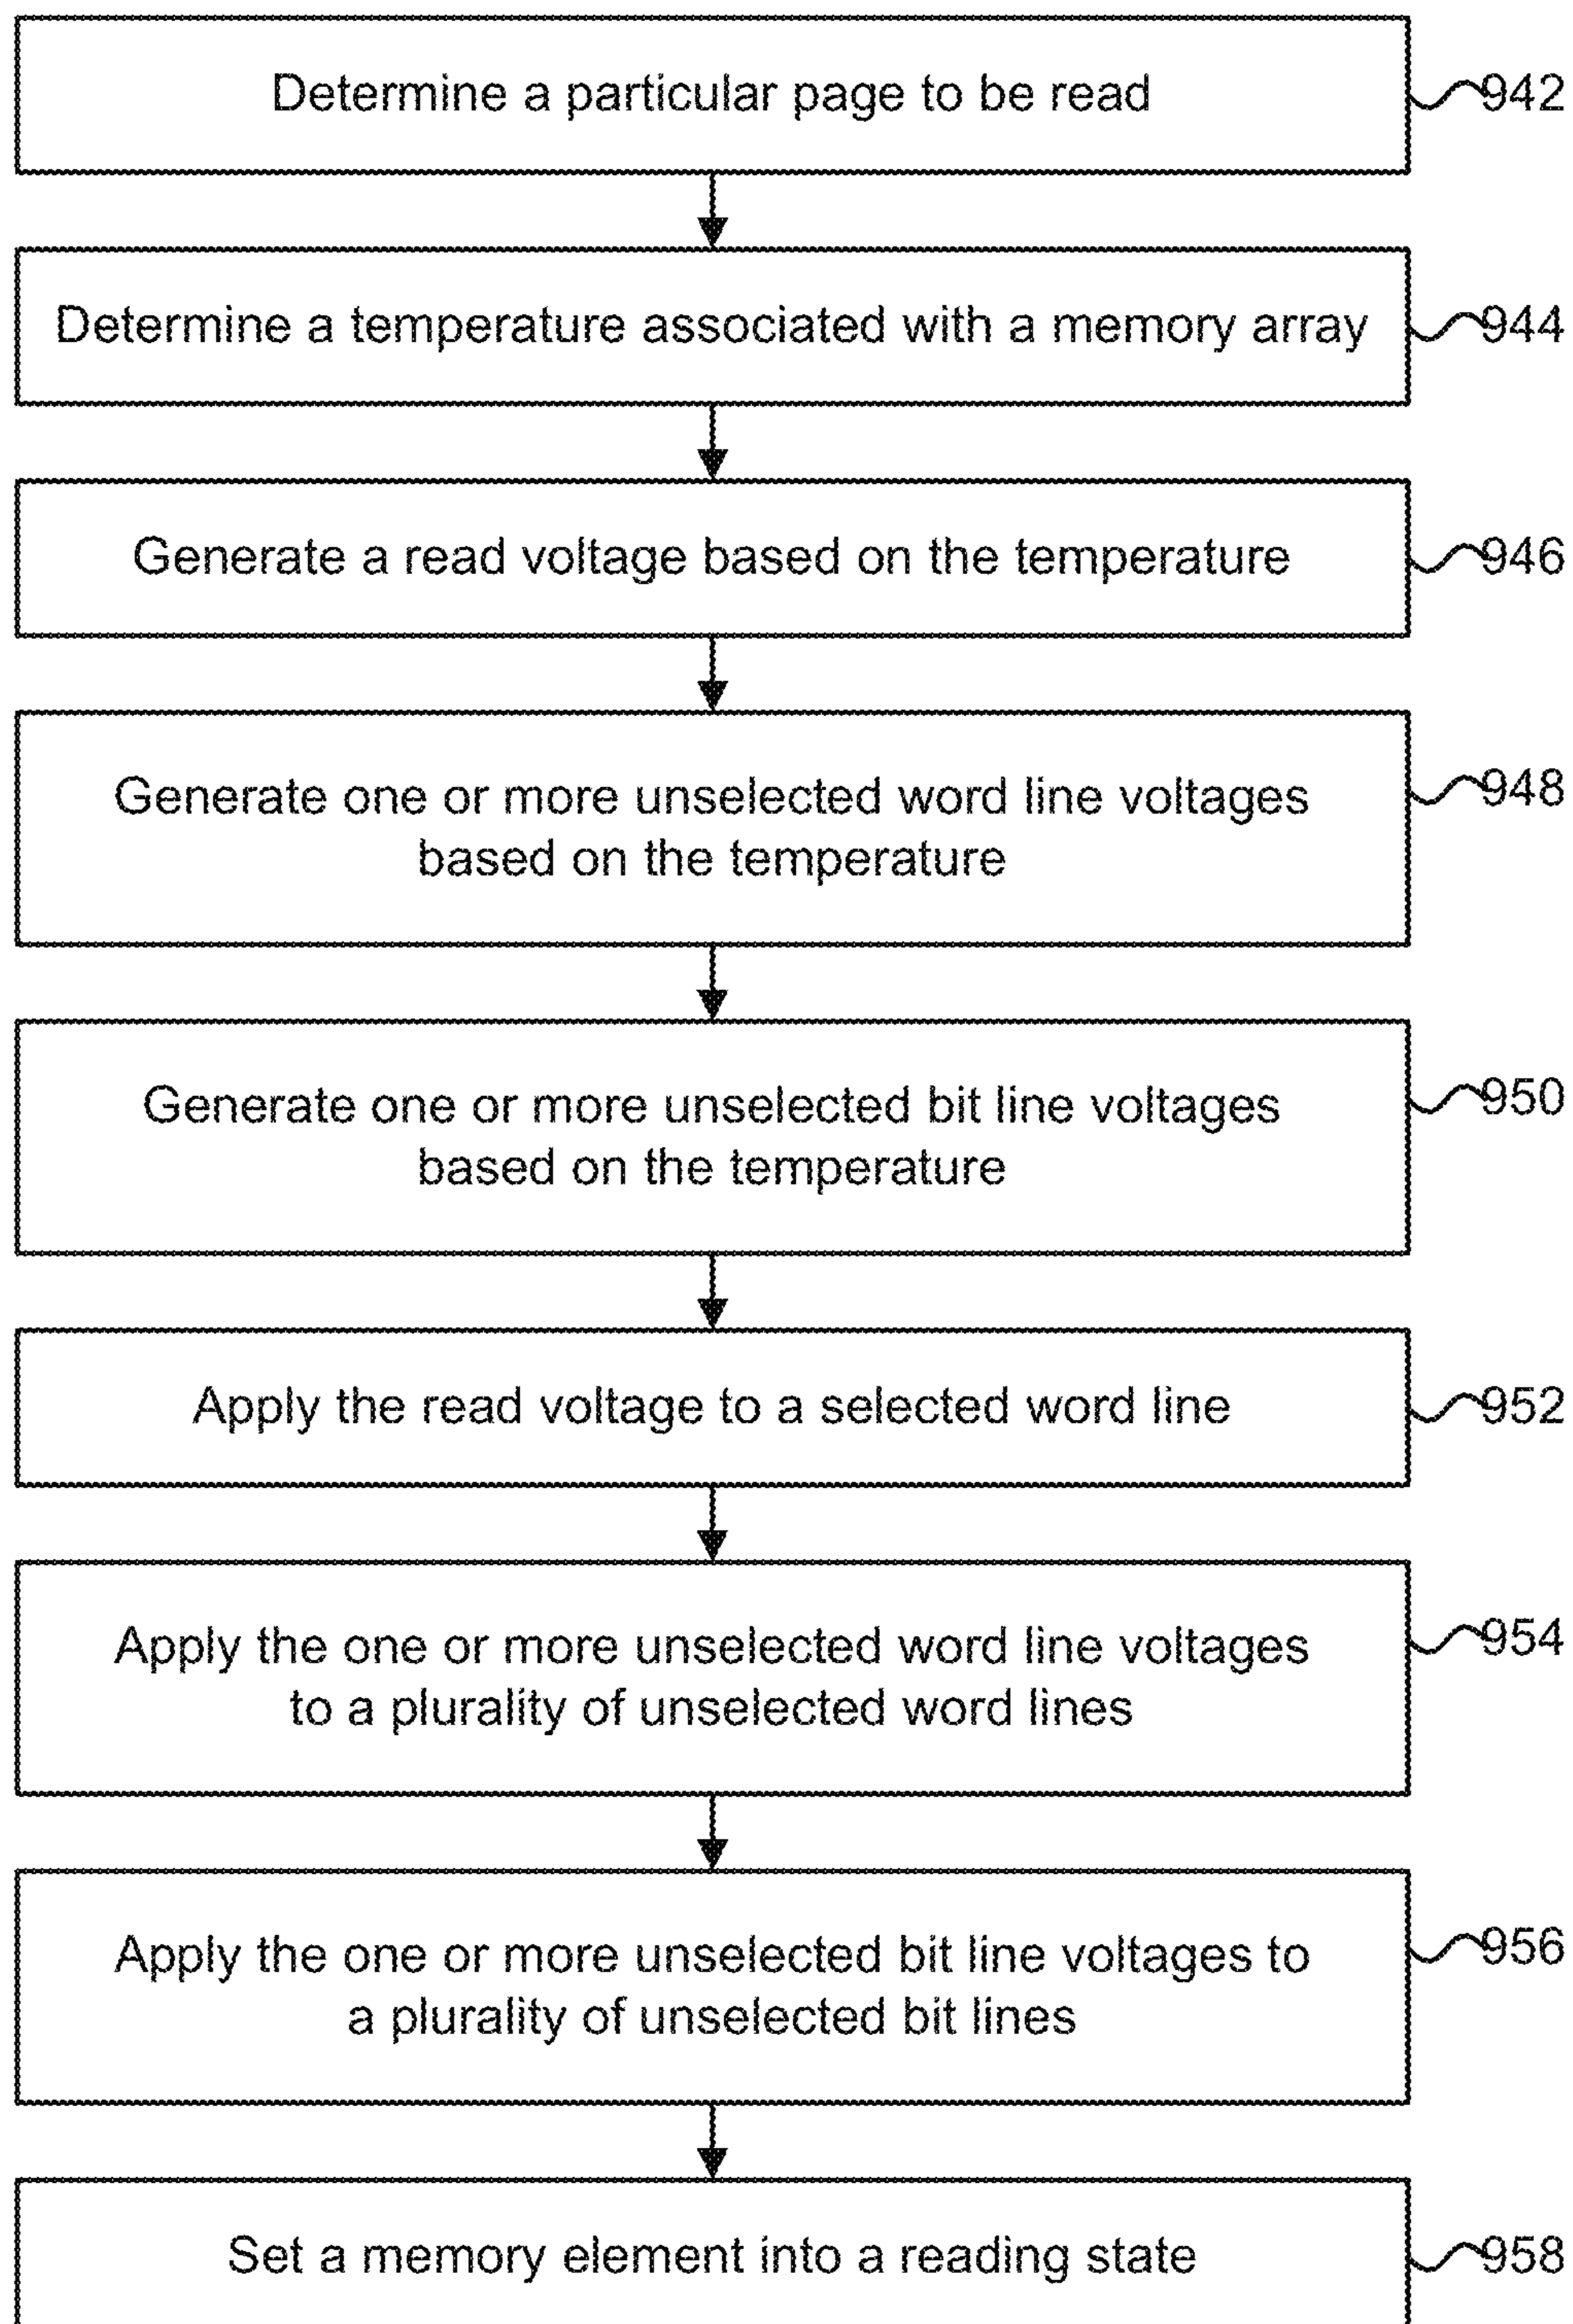 Determine a particular page to be read
942
Determine a temperature associated with a memory array
944
Generate a read voltage based on the temperature
946
Generate one or more unselected word line voltages
based on the temperature
948
Generate one or more unselected bit line voltages
based on the temperature
950
Apply the read voltage to a selected word line
952
Apply the one or more unselected word line voltages
to a plurality of unselected word lines
954
Apply the one or more unselected bit line voltages to
a plurality of unselected bit lines
956
Set a memory element into a reading state
958